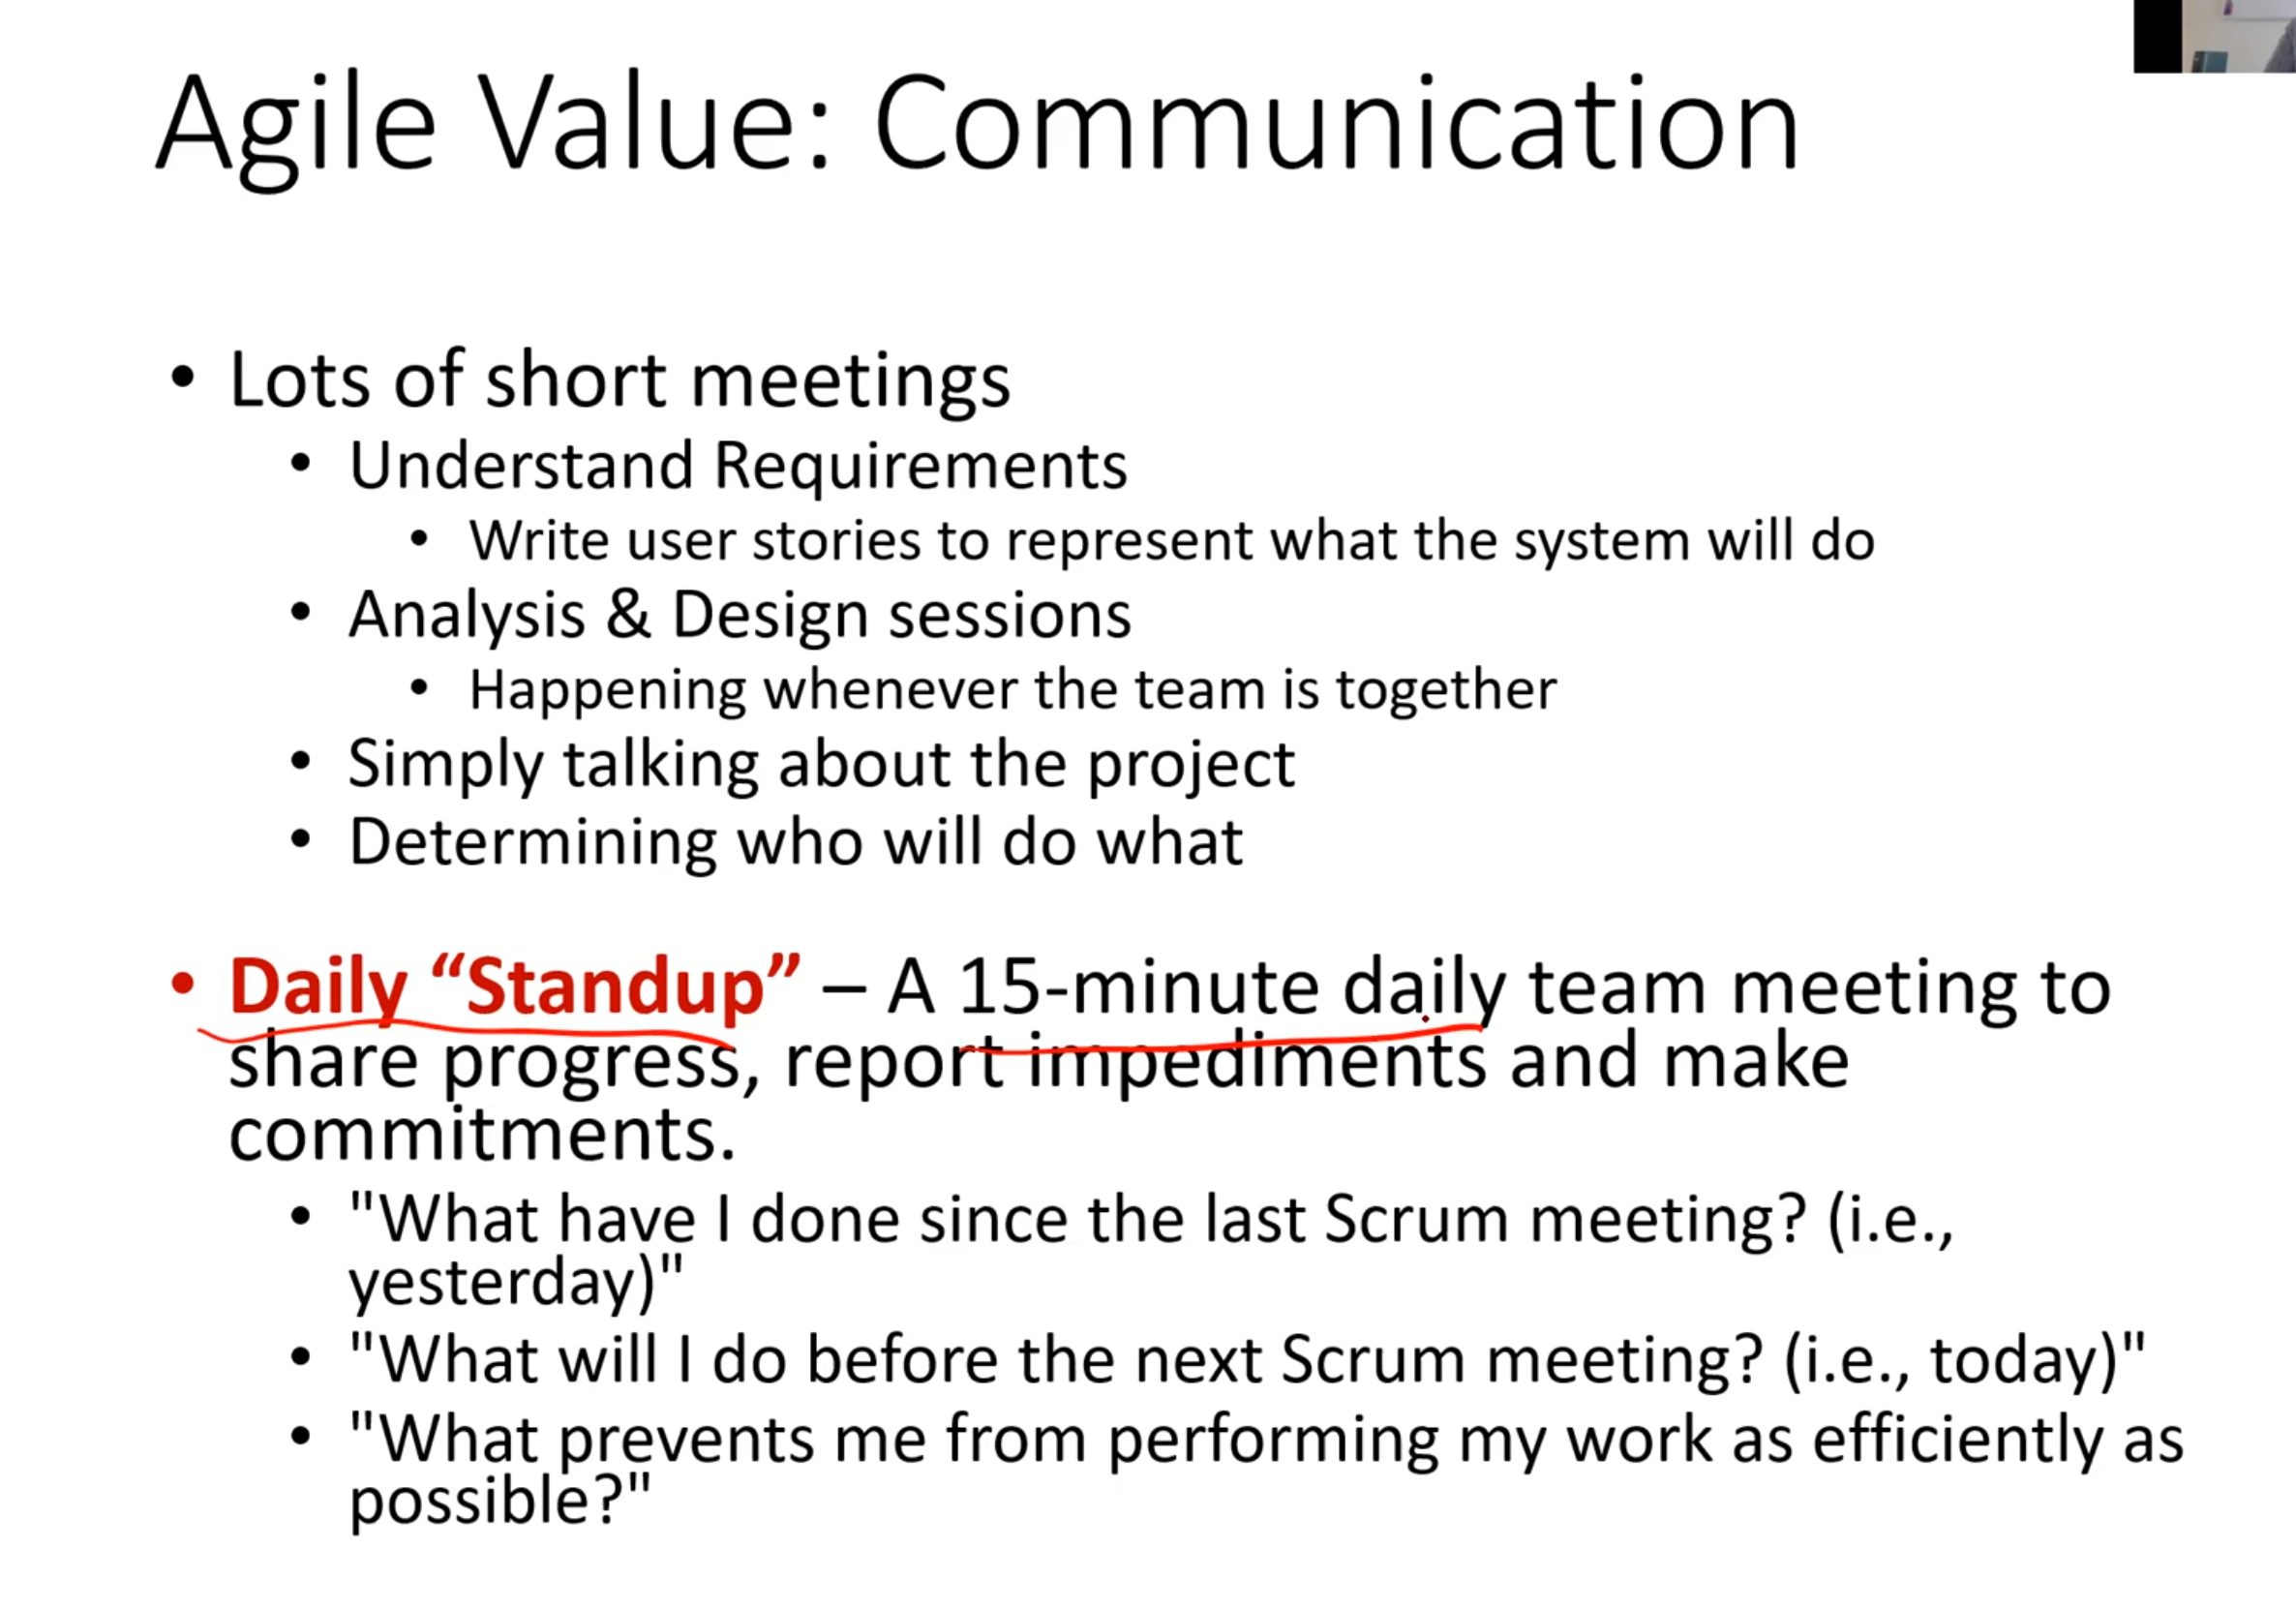 Agile Value: Communication
• Lots of short meetings
• Understand Requirements
• Write user stories to represent what the system will do
• Analysis & Design sessions
• Happening whenever the team is together
• Simply talking about the project
• Determining who will do what
• Daily “Standup” – A 15-minute daily team meeting to
share progress, report impediments and make
commitments.
• "What have I done since the last Scrum meeting? (i.e.,
yesterday)"
• "What will I do before the next Scrum meeting? (i.e., today)"
• "What prevents me from performing my work as efficiently as
possible?"